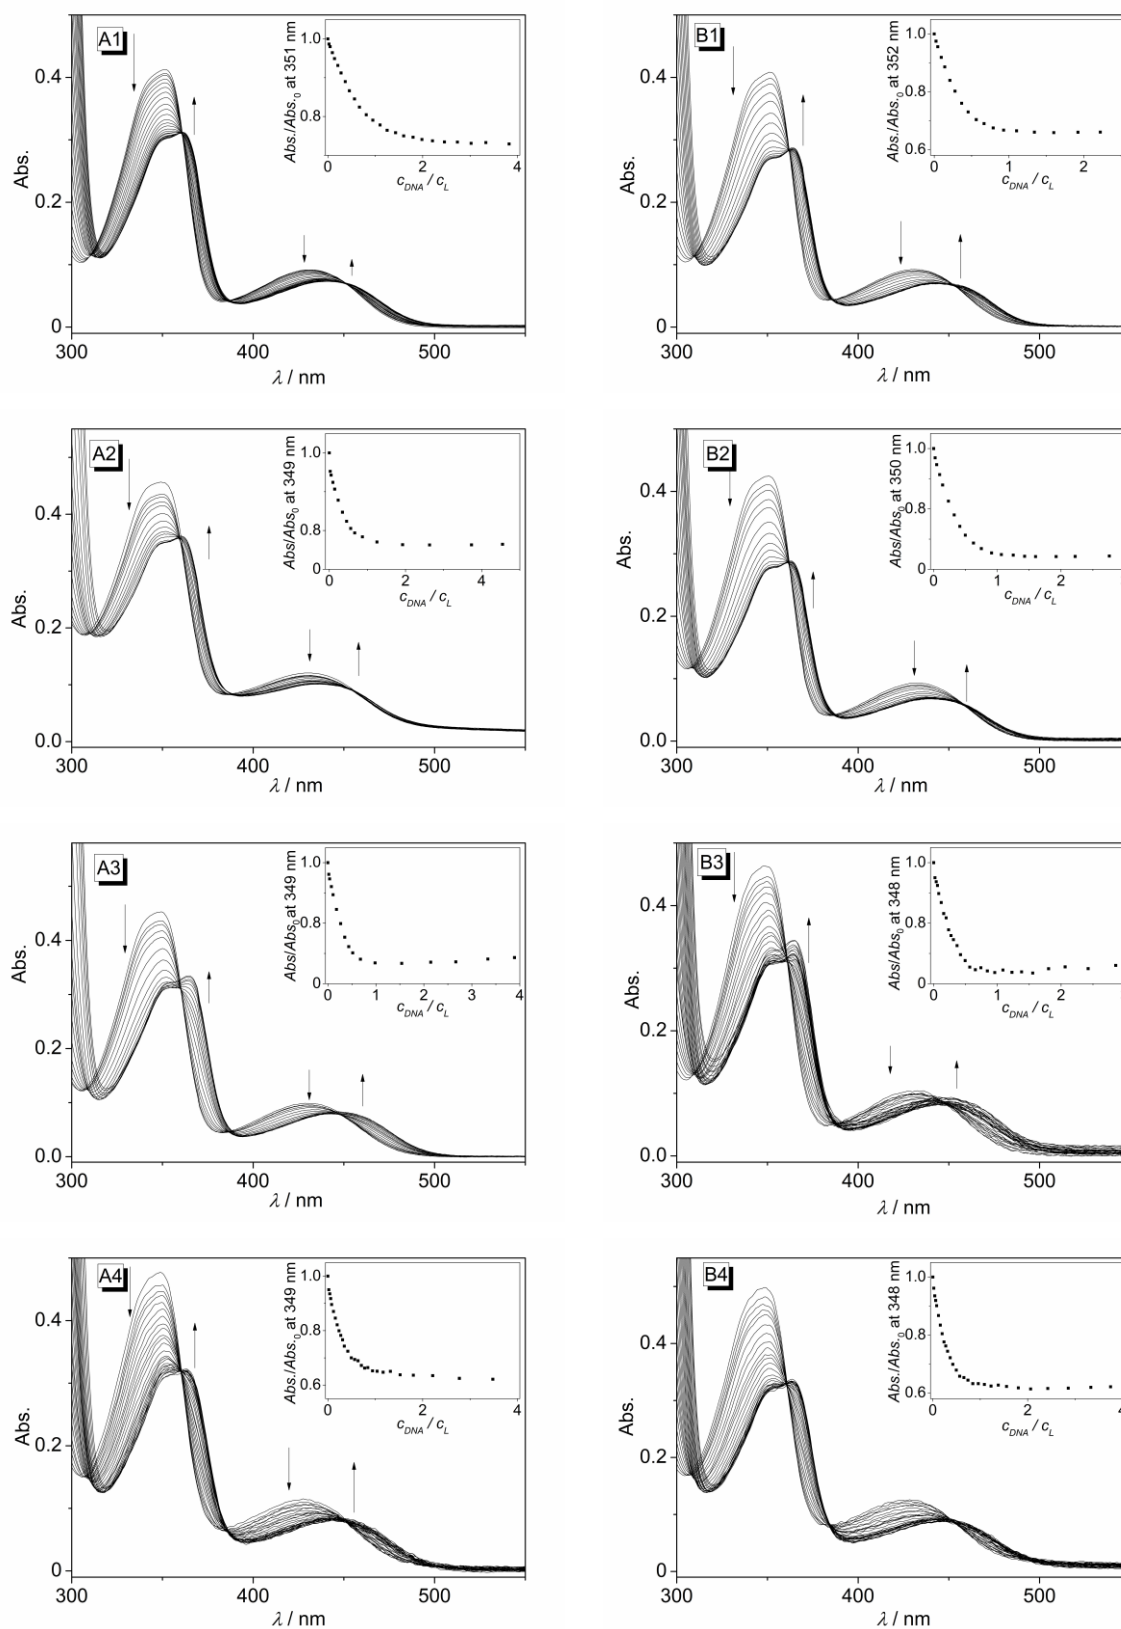 A1
Abs./Abs.0 at 351 nm
1.0
0.8
0 2 4
cDNA / cL
Abs.
0.4
0.2
0
300 400 500
λ / nm
B1
Abs./Abs.0 at 352 nm
1.0
0.8
0.6
0 1 2
cDNA / cL
Abs.
0.4
0.2
0
300 400 500
λ / nm
A2
Abs/Abs0 at 349 nm
1.0
0.8
0
0 2 4
cDNA / cL
Abs.
0.4
0.2
0.0
300 400 500
λ / nm
B2
Abs/Abs0 at 350 nm
1.0
0.8
0
0 1 2
cDNA / cL
Abs.
0.4
0.2
0.0
300 400 500
λ / nm
A3
Abs/Abs0 at 349 nm
1.0
0.8
0
0 1 2 3 4
cDNA / cL
Abs.
0.4
0.2
0.0
300 400 500
λ / nm
B3
Abs/Abs0 at 348 nm
1.0
0.8
0
0 1 2
cDNA / cL
Abs.
0.4
0.2
0.0
300 400 500
λ / nm
A4
Abs./Abs.0 at 349 nm
1.0
0.8
0.6
0 2 4
cDNA / cL
Abs.
0.4
0.2
0
300 400 500
λ / nm
B4
Abs./Abs.0 at 348 nm
1.0
0.8
0.6
0 2 4
cDNA / cL
Abs.
0.4
0.2
0
300 400 500
λ / nm